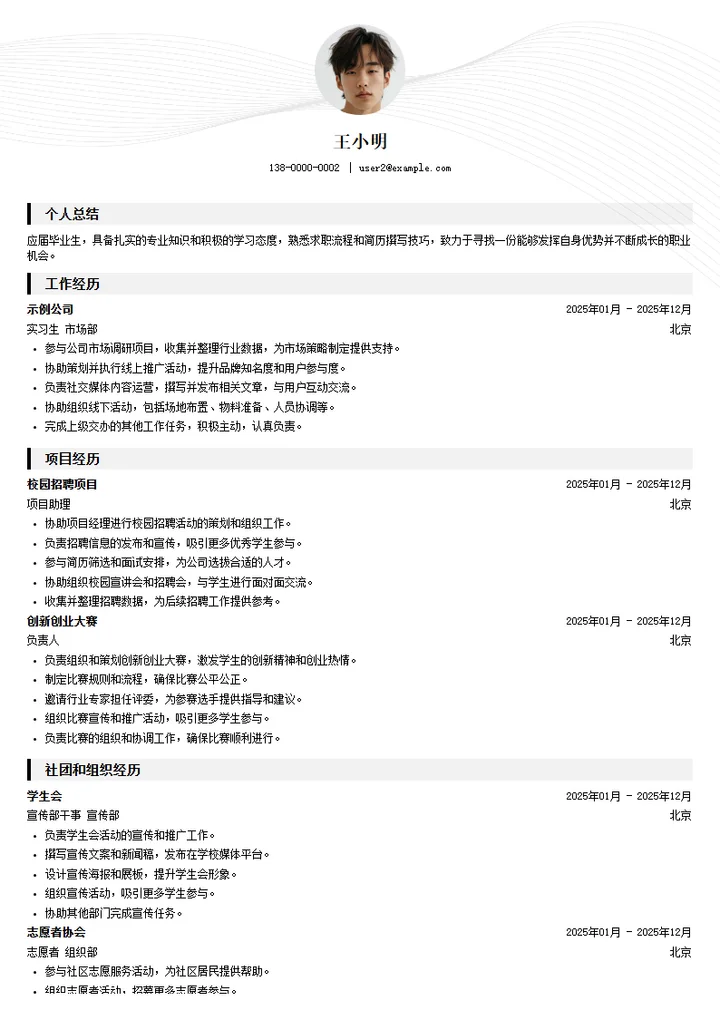 王小明
138-0000-0002 | user2@example.com
个人总结
应届毕业生，具备扎实的专业知识和积极的学习态度，熟悉求职流程和简历撰写技巧，致力于寻找一份能够发挥自身优势并不断成长的职业
机会。
工作经历
示例公司 2025年01月 - 2025年12月
实习生 市场部 北京
• 参与公司市场调研项目，收集并整理行业数据，为市场策略制定提供支持。
• 协助策划并执行线上推广活动，提升品牌知名度和用户参与度。
• 负责社交媒体内容运营，撰写并发布相关文章，与用户互动交流。
• 协助组织线下活动，包括场地布置、物料准备、人员协调等。
• 完成上级交办的其他工作任务，积极主动，认真负责。
项目经历
校园招聘项目 2025年01月 - 2025年12月
项目助理 北京
• 协助项目经理进行校园招聘活动的策划和组织工作。
• 负责招聘信息的发布和宣传，吸引更多优秀学生参与。
• 参与简历筛选和面试安排，为公司选拔合适的人才。
• 协助组织校园宣讲会和招聘会，与学生进行面对面交流。
• 收集并整理招聘数据，为后续招聘工作提供参考。
创新创业大赛 2025年01月 - 2025年12月
负责人 北京
• 负责组织和策划创新创业大赛，激发学生的创新精神和创业热情。
• 制定比赛规则和流程，确保比赛公平公正。
• 邀请行业专家担任评委，为参赛选手提供指导和建议。
• 组织比赛宣传和推广活动，吸引更多学生参与。
• 负责比赛的组织和协调工作，确保比赛顺利进行。
社团和组织经历
学生会 2025年01月 - 2025年12月
宣传部干事 宣传部 北京
• 负责学生会活动的宣传和推广工作。
• 撰写宣传文案和新闻稿，发布在学校媒体平台。
• 设计宣传海报和展板，提升学生会形象。
• 组织宣传活动，吸引更多学生参与。
• 协助其他部门完成宣传任务。
志愿者协会 2025年01月 - 2025年12月
志愿者 组织部 北京
• 参与社区志愿服务活动，为社区居民提供帮助。
• 组织志愿者活动，招募更多志愿者参与。